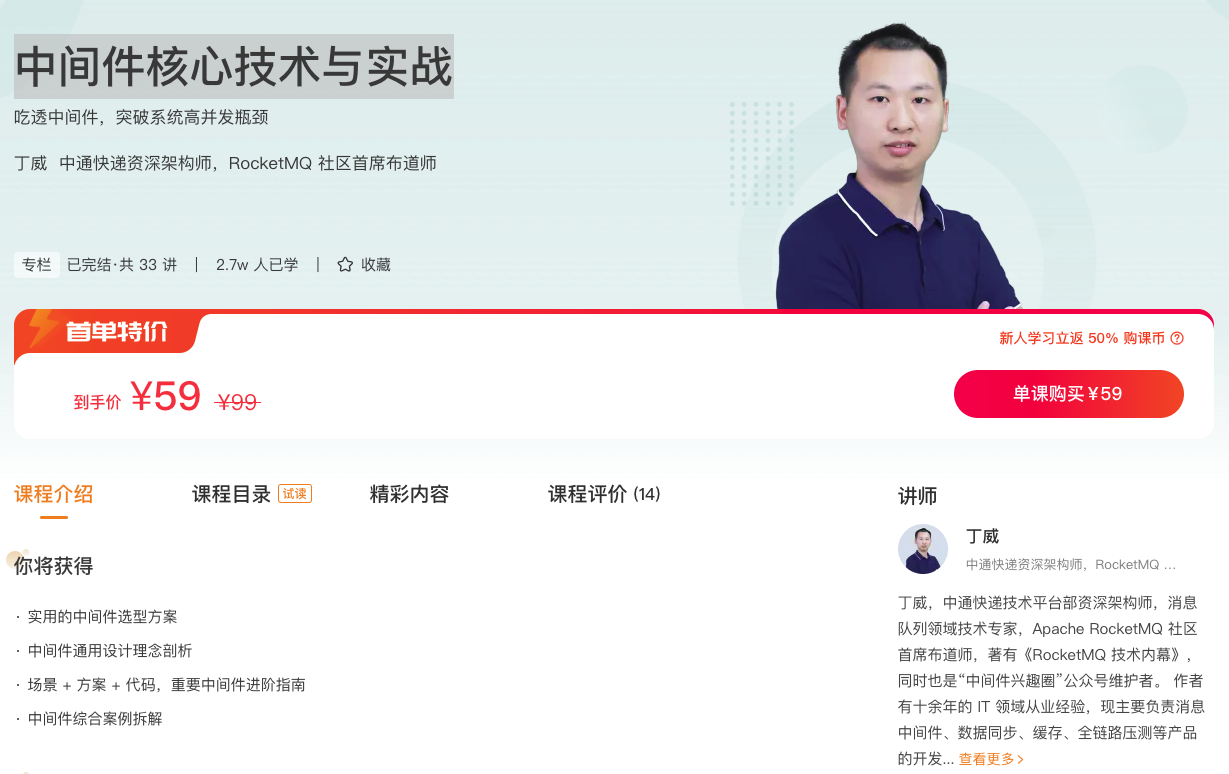 中间件核心技术与实战
吃透中间件，突破系统高并发瓶颈
丁威 中通快递资深架构师，RocketMQ 社区首席布道师
专栏 已完结·共 33 讲 | 2.7w 人已学 | 收藏
首单特价
新人学习立返 50% 购课币
到手价 ¥59 ¥99
单课购买 ¥59
课程介绍 课程目录 试读 精彩内容 课程评价 (14)
你将获得
· 实用的中间件选型方案
· 中间件通用设计理念剖析
· 场景 + 方案 + 代码，重要中间件进阶指南
· 中间件综合案例拆解
讲师
丁威
中通快递资深架构师，RocketMQ ...
丁威，中通快递技术平台部资深架构师，消息
队列领域技术专家，Apache RocketMQ 社区
首席布道师，著有《RocketMQ 技术内幕》，
同时也是“中间件兴趣圈”公众号维护者。 作者
有十余年的 IT 领域从业经验，现主要负责消息
中间件、数据同步、缓存、全链路压测等产品
的开发... 查看更多>